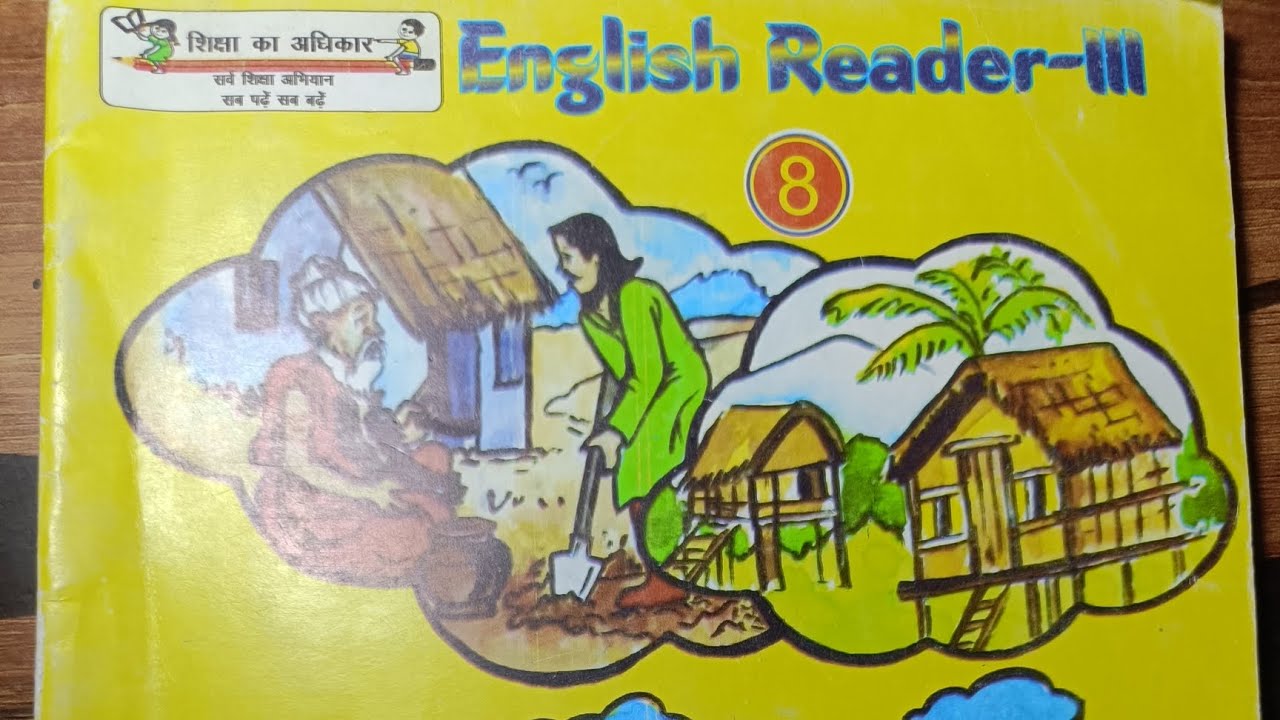 शिक्षा का अधिकार
सर्व शिक्षा अभियान
सब पढ़ें सब बढ़ें
English Reader-III
8